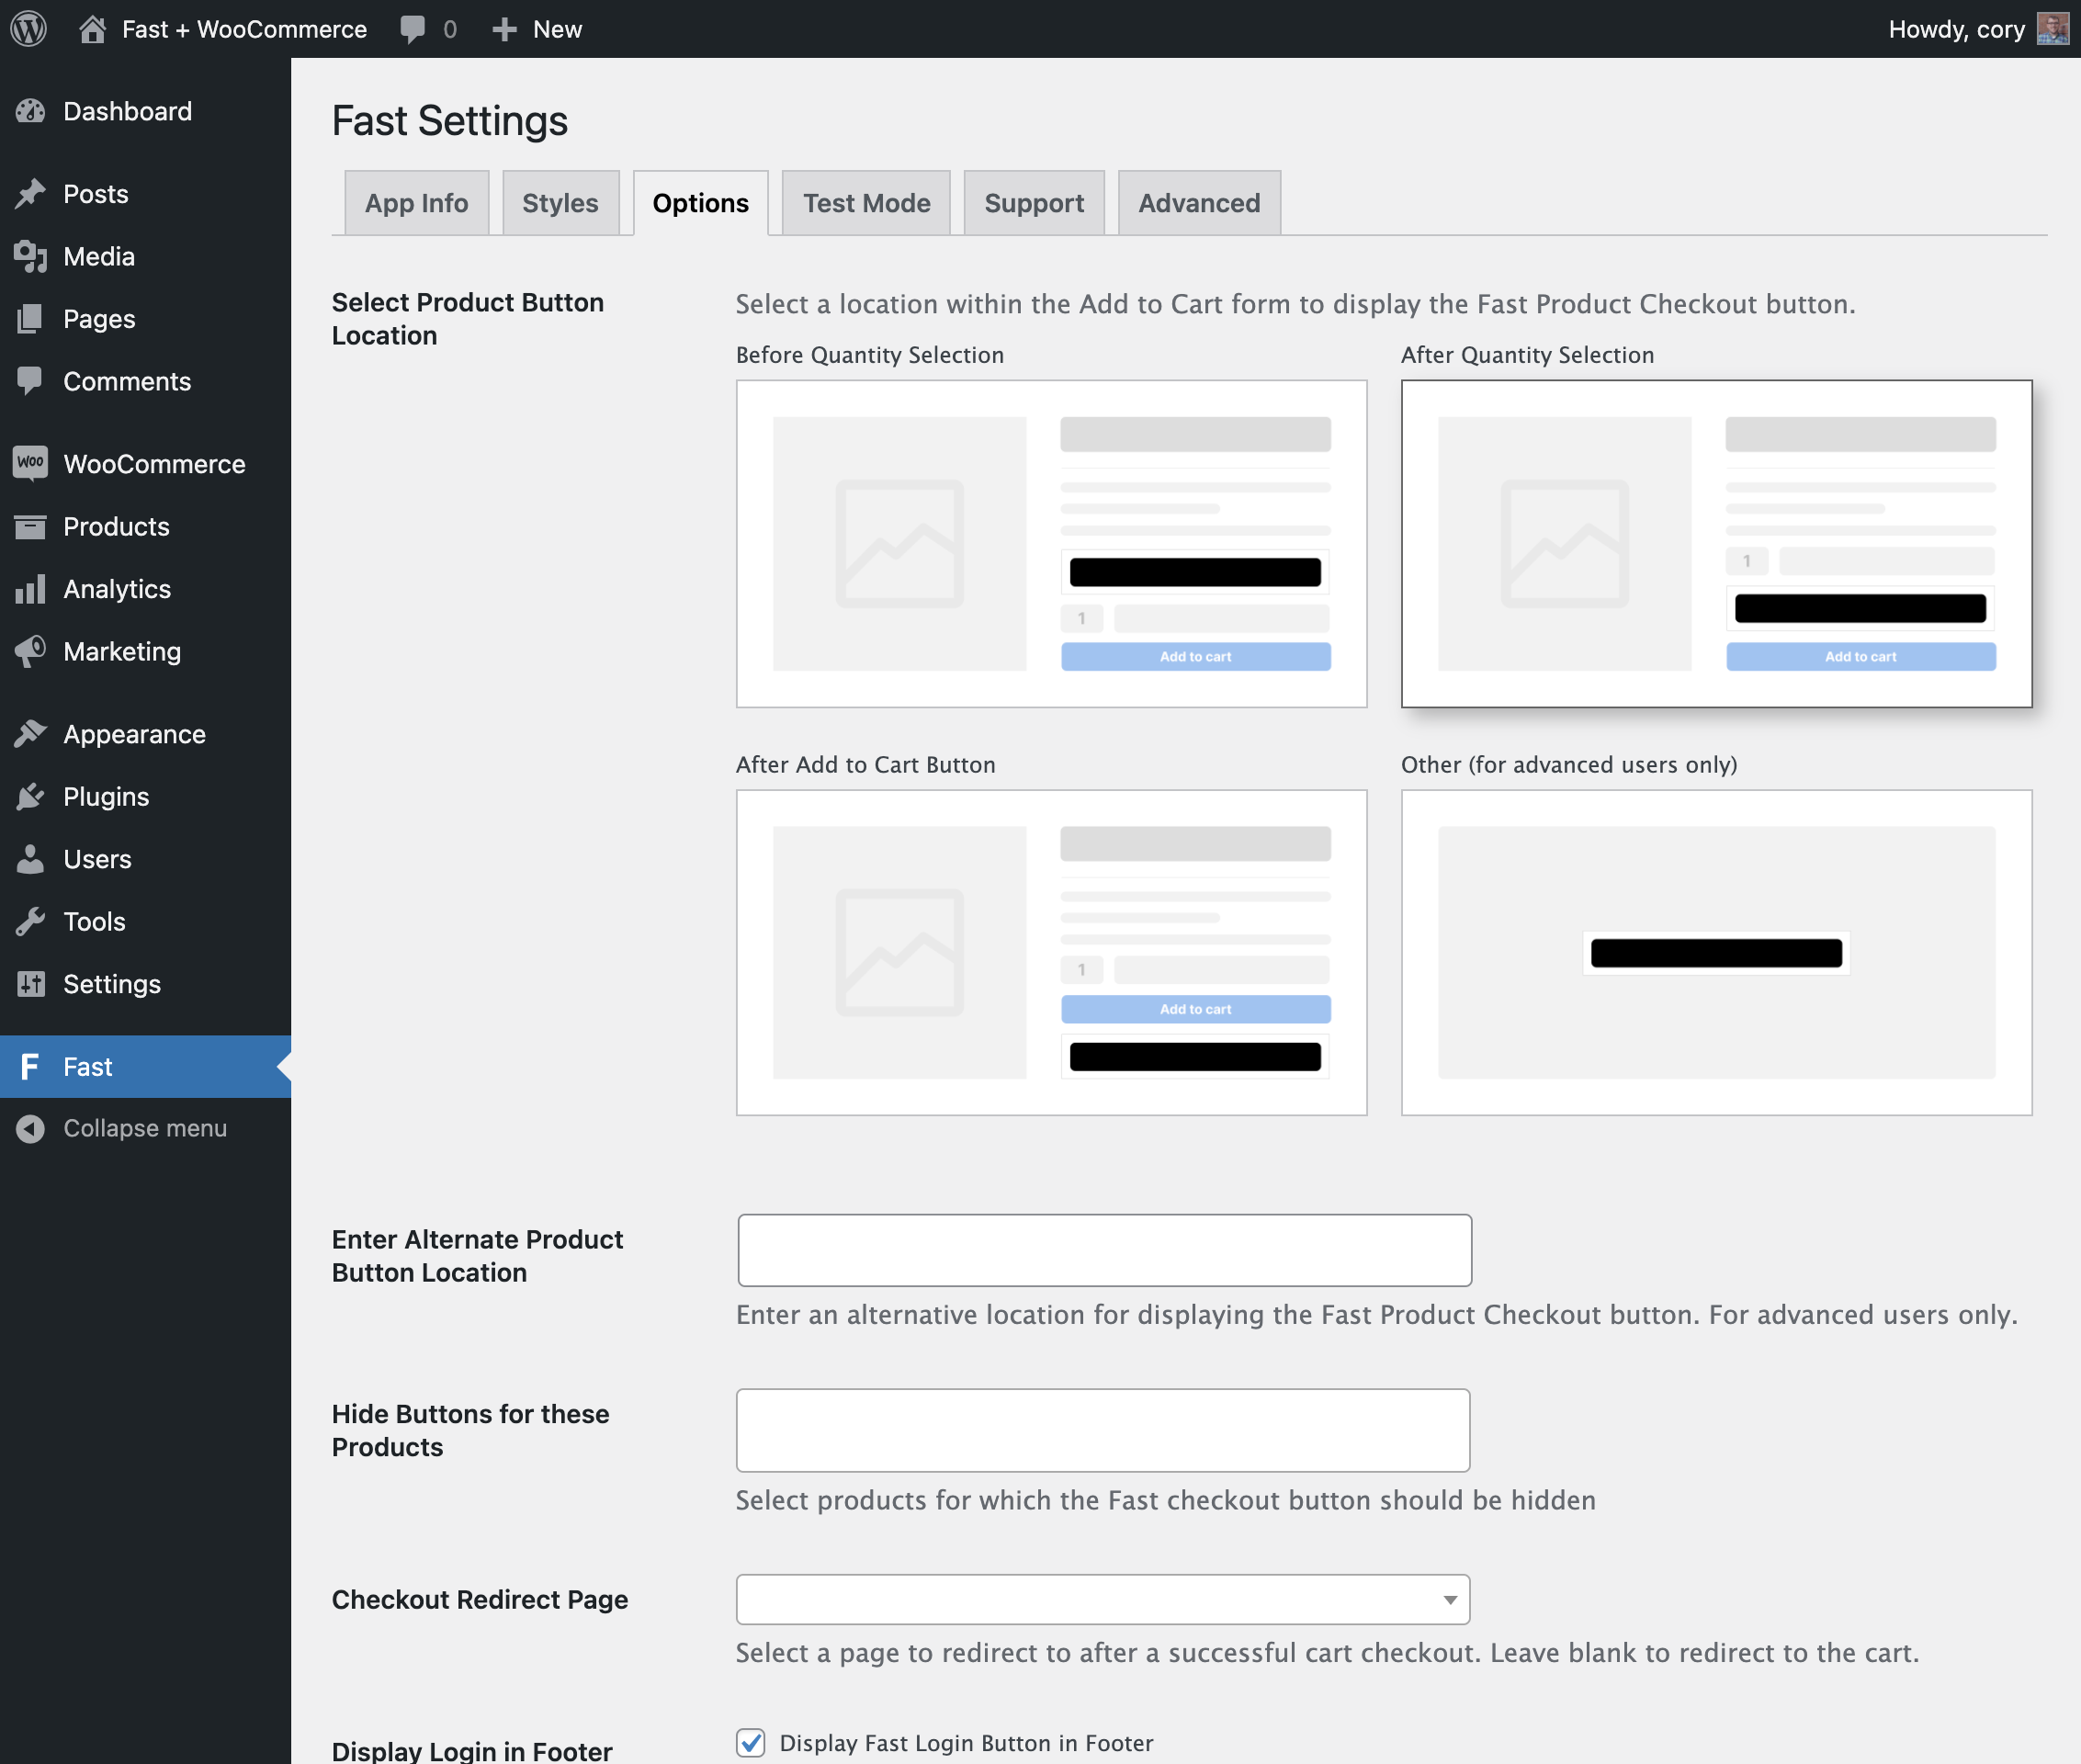 Fast + WooCommerce
0
New
Howdy, cory
Dashboard
Posts
Media
Pages
Comments
Woo
WooCommerce
Products
Analytics
Marketing
Appearance
Plugins
Users
Tools
Settings
F Fast
Collapse menu
Fast Settings
App Info
Styles
Options
Test Mode
Support
Advanced
Select Product Button
Location
Select a location within the Add to Cart form to display the Fast Product Checkout button.
Before Quantity Selection
1
Add to cart
After Quantity Selection
1
Add to cart
After Add to Cart Button
1
Add to cart
Other (for advanced users only)
Enter Alternate Product
Button Location
Enter an alternative location for displaying the Fast Product Checkout button. For advanced users only.
Hide Buttons for these
Products
Select products for which the Fast checkout button should be hidden
Checkout Redirect Page
Select a page to redirect to after a successful cart checkout. Leave blank to redirect to the cart.
Display Login in Footer
Display Fast Login Button in Footer